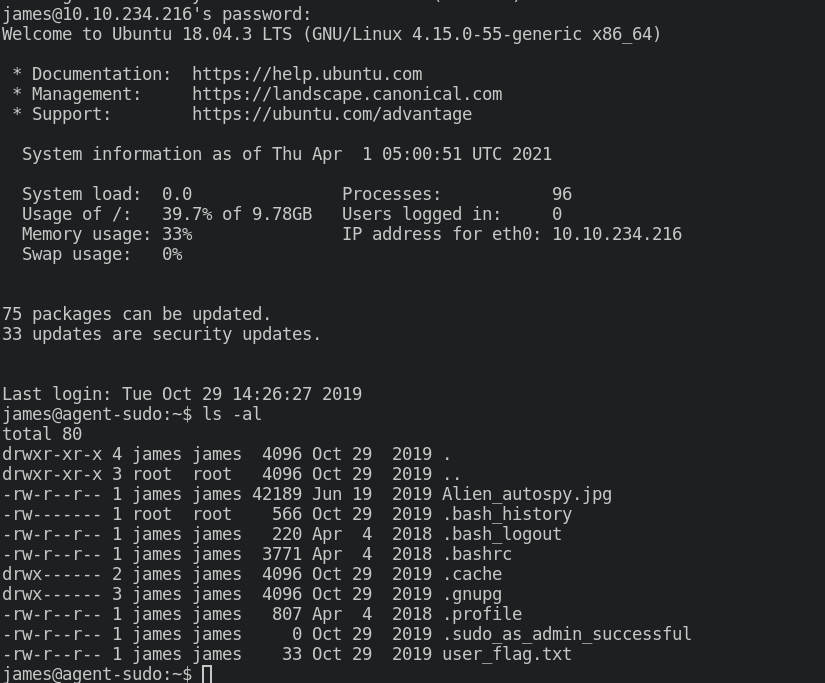 james@10.10.234.216's password:
Welcome to Ubuntu 18.04.3 LTS (GNU/Linux 4.15.0-55-generic x86_64)
 * Documentation:  https://help.ubuntu.com
 * Management:     https://landscape.canonical.com
 * Support:        https://ubuntu.com/advantage
  System information as of Thu Apr  1 05:00:51 UTC 2021
  System load:  0.0               Processes:           96
  Usage of /:   39.7% of 9.78GB   Users logged in:     0
  Memory usage: 33%               IP address for eth0: 10.10.234.216
  Swap usage:   0%
75 packages can be updated.
33 updates are security updates.
Last login: Tue Oct 29 14:26:27 2019
james@agent-sudo:~$ ls -al
total 80
drwxr-xr-x 4 james james  4096 Oct 29  2019 .
drwxr-xr-x 3 root  root   4096 Oct 29  2019 ..
-rw-r--r-- 1 james james 42189 Jun 19  2019 Alien_autospy.jpg
-rw------- 1 root  root    566 Oct 29  2019 .bash_history
-rw-r--r-- 1 james james   220 Apr  4  2018 .bash_logout
-rw-r--r-- 1 james james  3771 Apr  4  2018 .bashrc
drwx------ 2 james james  4096 Oct 29  2019 .cache
drwx------ 3 james james  4096 Oct 29  2019 .gnupg
-rw-r--r-- 1 james james   807 Apr  4  2018 .profile
-rw-r--r-- 1 james james     0 Oct 29  2019 .sudo_as_admin_successful
-rw-r--r-- 1 james james    33 Oct 29  2019 user_flag.txt
james@agent-sudo:~$